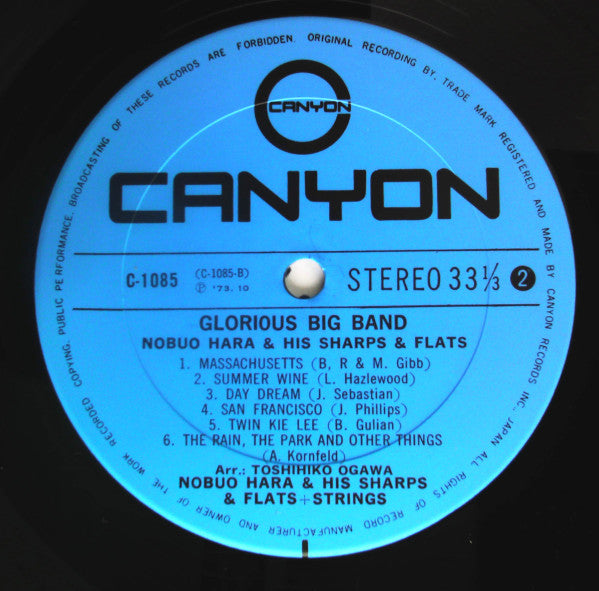 MANUFACTURER AND OWNER OF THE WORK RECORDED COPYING. PUBLIC PERFORMANCE. BROADCASTING OF THESE RECORDS ARE FORBIDDEN. ORIGINAL RECORDING BY. TRADE MARK REGISTERED AND MADE BY CANYON RECORDS INC., JAPAN ALL RIGHTS OF RECORD
CANYON
CANYON
C-1085 (C-1085-B) STEREO 33 1/3 2
Ⓟ '73. 10
GLORIOUS BIG BAND
NOBUO HARA & HIS SHARPS & FLATS
1. MASSACHUSETTS (B, R & M. Gibb)
2. SUMMER WINE (L. Hazlewood)
3. DAY DREAM (J. Sebastian)
4. SAN FRANCISCO (J. Phillips)
5. TWIN KIE LEE (B. Gulian)
6. THE RAIN, THE PARK AND OTHER THINGS
(A. Kornfeld)
Arr.: TOSHIHIKO OGAWA
NOBUO HARA & HIS SHARPS
& FLATS+STRINGS